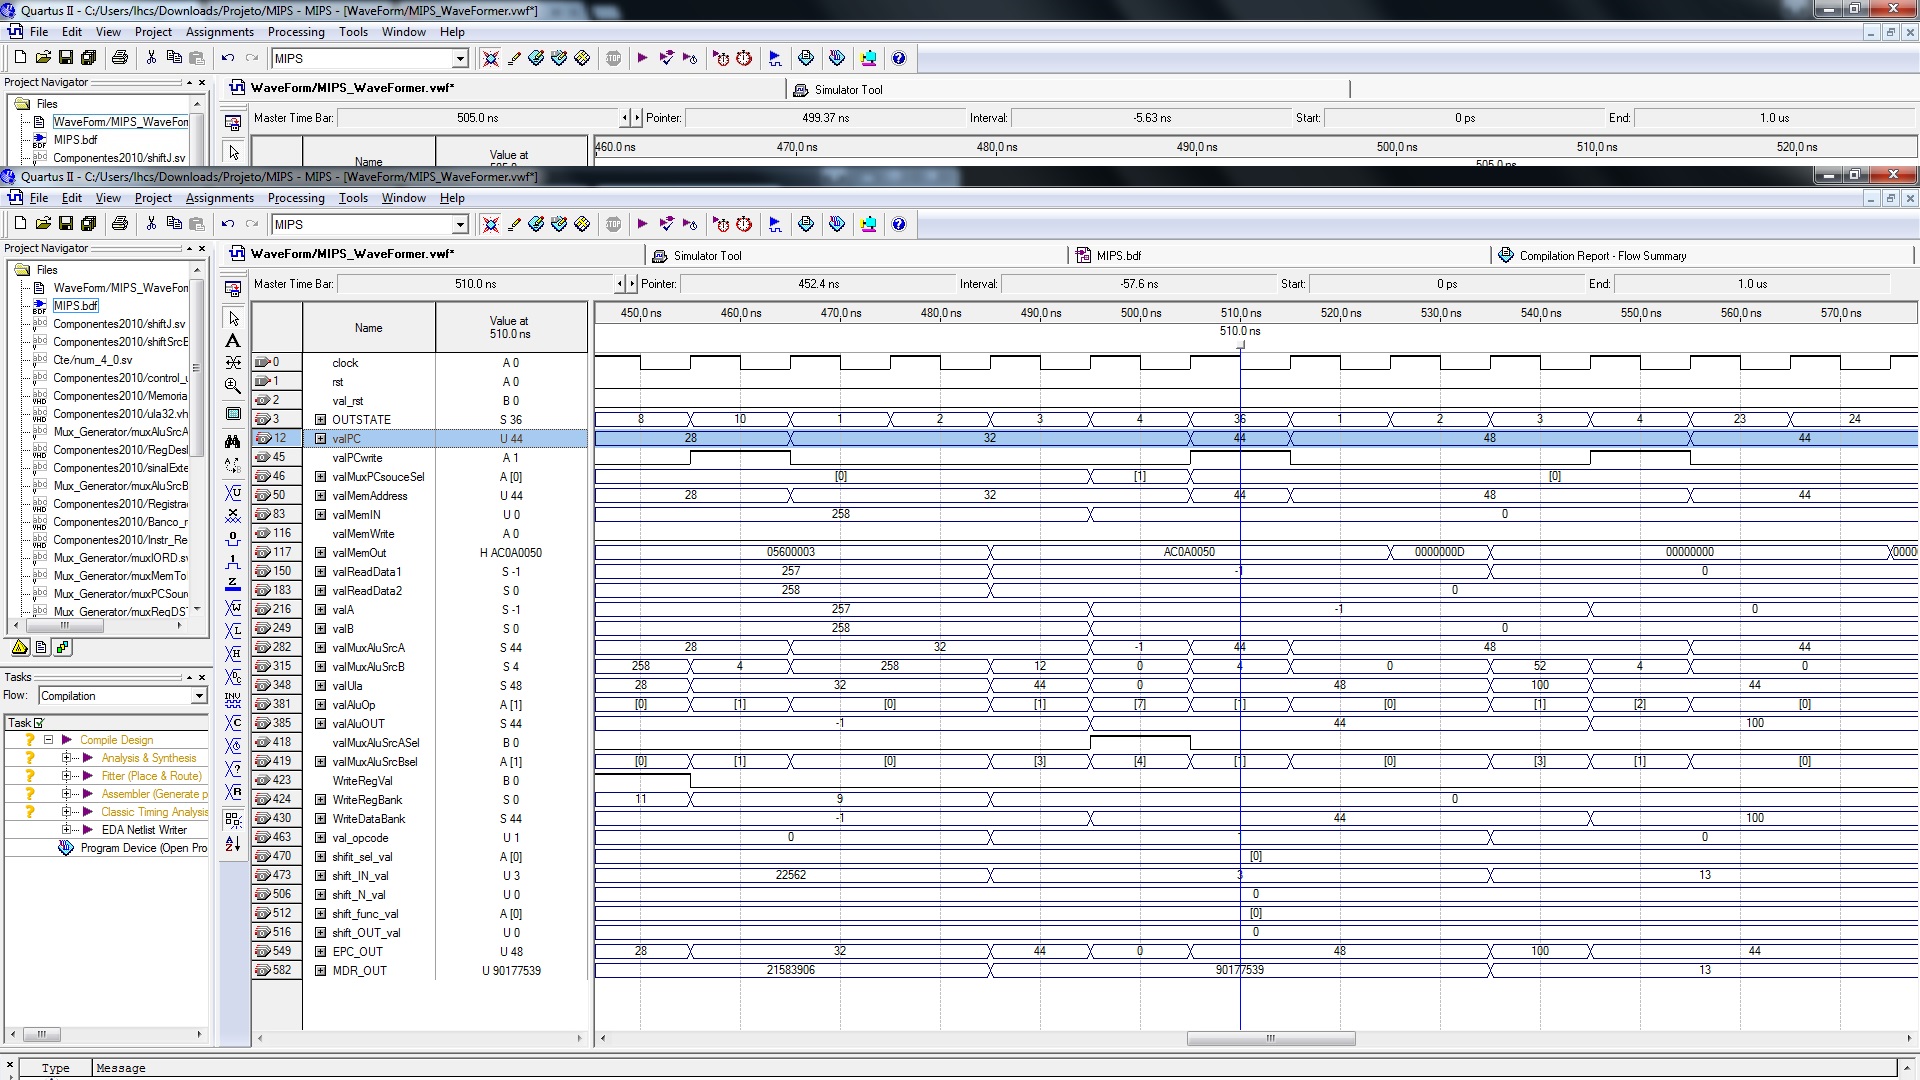 Quartus II - C:/Users/lhcs/Downloads/Projeto/MIPS - MIPS - [WaveForm/MIPS_WaveFormer.vwf*]
File Edit View Project Assignments Processing Tools Window Help
MIPS
Project Navigator
WaveForm/MIPS_WaveFormer.vwf*
Simulator Tool
Files
WaveForm/MIPS_WaveFor
MIPS.bdf
Componentes2010/shiftJ.sv
Master Time Bar: 505.0 ns Pointer: 499.37 ns Interval: -5.63 ns Start: 0 ps End: 1.0 us
Name Value at
460.0 ns 470.0 ns 480.0 ns 490.0 ns 500.0 ns 510.0 ns 520.0 ns
Quartus II - C:/Users/lhcs/Downloads/Projeto/MIPS - MIPS - [WaveForm/MIPS_WaveFormer.vwf*]
File Edit View Project Assignments Processing Tools Window Help
MIPS
Project Navigator
WaveForm/MIPS_WaveFormer.vwf*
Simulator Tool
MIPS.bdf
Compilation Report - Flow Summary
Files
WaveForm/MIPS_WaveFor
MIPS.bdf
Componentes2010/shiftJ.sv
Componentes2010/shiftSrcE
Cte/num_4_0.sv
Componentes2010/control_u
Componentes2010/Memoria
Componentes2010/ula32.vh
Mux_Generator/muxAluSrcA
Componentes2010/RegDesl
Componentes2010/sinalExte
Mux_Generator/muxAluSrcB
Componentes2010/Registra
Componentes2010/Banco_r
Componentes2010/Instr_Re
Mux_Generator/muxIORD.sv
Mux_Generator/muxMemTo
Mux_Generator/muxPCSour
Mux_Generator/muxRegDST
Tasks
Flow: Compilation
Task
Compile Design
Analysis & Synthesis
Fitter (Place & Route)
Assembler (Generate p
Classic Timing Analysis
EDA Netlist Writer
Program Device (Open Pro
Master Time Bar: 510.0 ns Pointer: 452.4 ns Interval: -57.6 ns Start: 0 ps End: 1.0 us
Name Value at 510.0 ns
450.0 ns 460.0 ns 470.0 ns 480.0 ns 490.0 ns 500.0 ns 510.0 ns 520.0 ns 530.0 ns 540.0 ns 550.0 ns 560.0 ns 570.0 ns
510.0 ns
0 clock A 0
1 rst A 0
2 val_rst B 0
3 OUTSTATE S 36 8 10 1 2 3 4 36 1 2 3 4 23 24
12 valPC U 44 28 32 44 48 44
45 valPCwrite A 1
46 valMuxPCsouceSel A [0] [0] [1] [0]
50 valMemAddress U 44 28 32 44 48 44
83 valMemIN U 0 258 0
116 valMemWrite A 0
117 valMemOut H AC0A0050 05600003 AC0A0050 0000000D 00000000 0000
150 valReadData1 S -1 257 -1 0
183 valReadData2 S 0 258 0
216 valA S -1 257 -1 0
249 valB S 0 258 0
282 valMuxAluSrcA S 44 28 32 -1 44 48 44
315 valMuxAluSrcB S 4 258 4 258 12 0 4 0 52 4 0
348 valUla S 48 28 32 44 0 48 100 44
381 valAluOp A [1] [0] [1] [0] [1] [7] [1] [0] [1] [2] [0]
385 valAluOUT S 44 -1 44 100
418 valMuxAluSrcASel B 0
419 valMuxAluSrcBsel A [1] [0] [1] [0] [3] [4] [1] [0] [3] [1] [0]
423 WriteRegVal B 0
424 WriteRegBank S 0 11 9 0
430 WriteDataBank S 44 -1 44 100
463 val_opcode U 1 0 1 0
470 shifit_sel_val A [0] [0]
473 shift_IN_val U 3 22562 3 13
506 shift_N_val U 0 0
512 shift_func_val A [0] [0]
516 shift_OUT_val U 0 0
549 EPC_OUT U 48 28 32 44 0 48 100 44
582 MDR_OUT U 90177539 21583906 90177539 13
Type Message